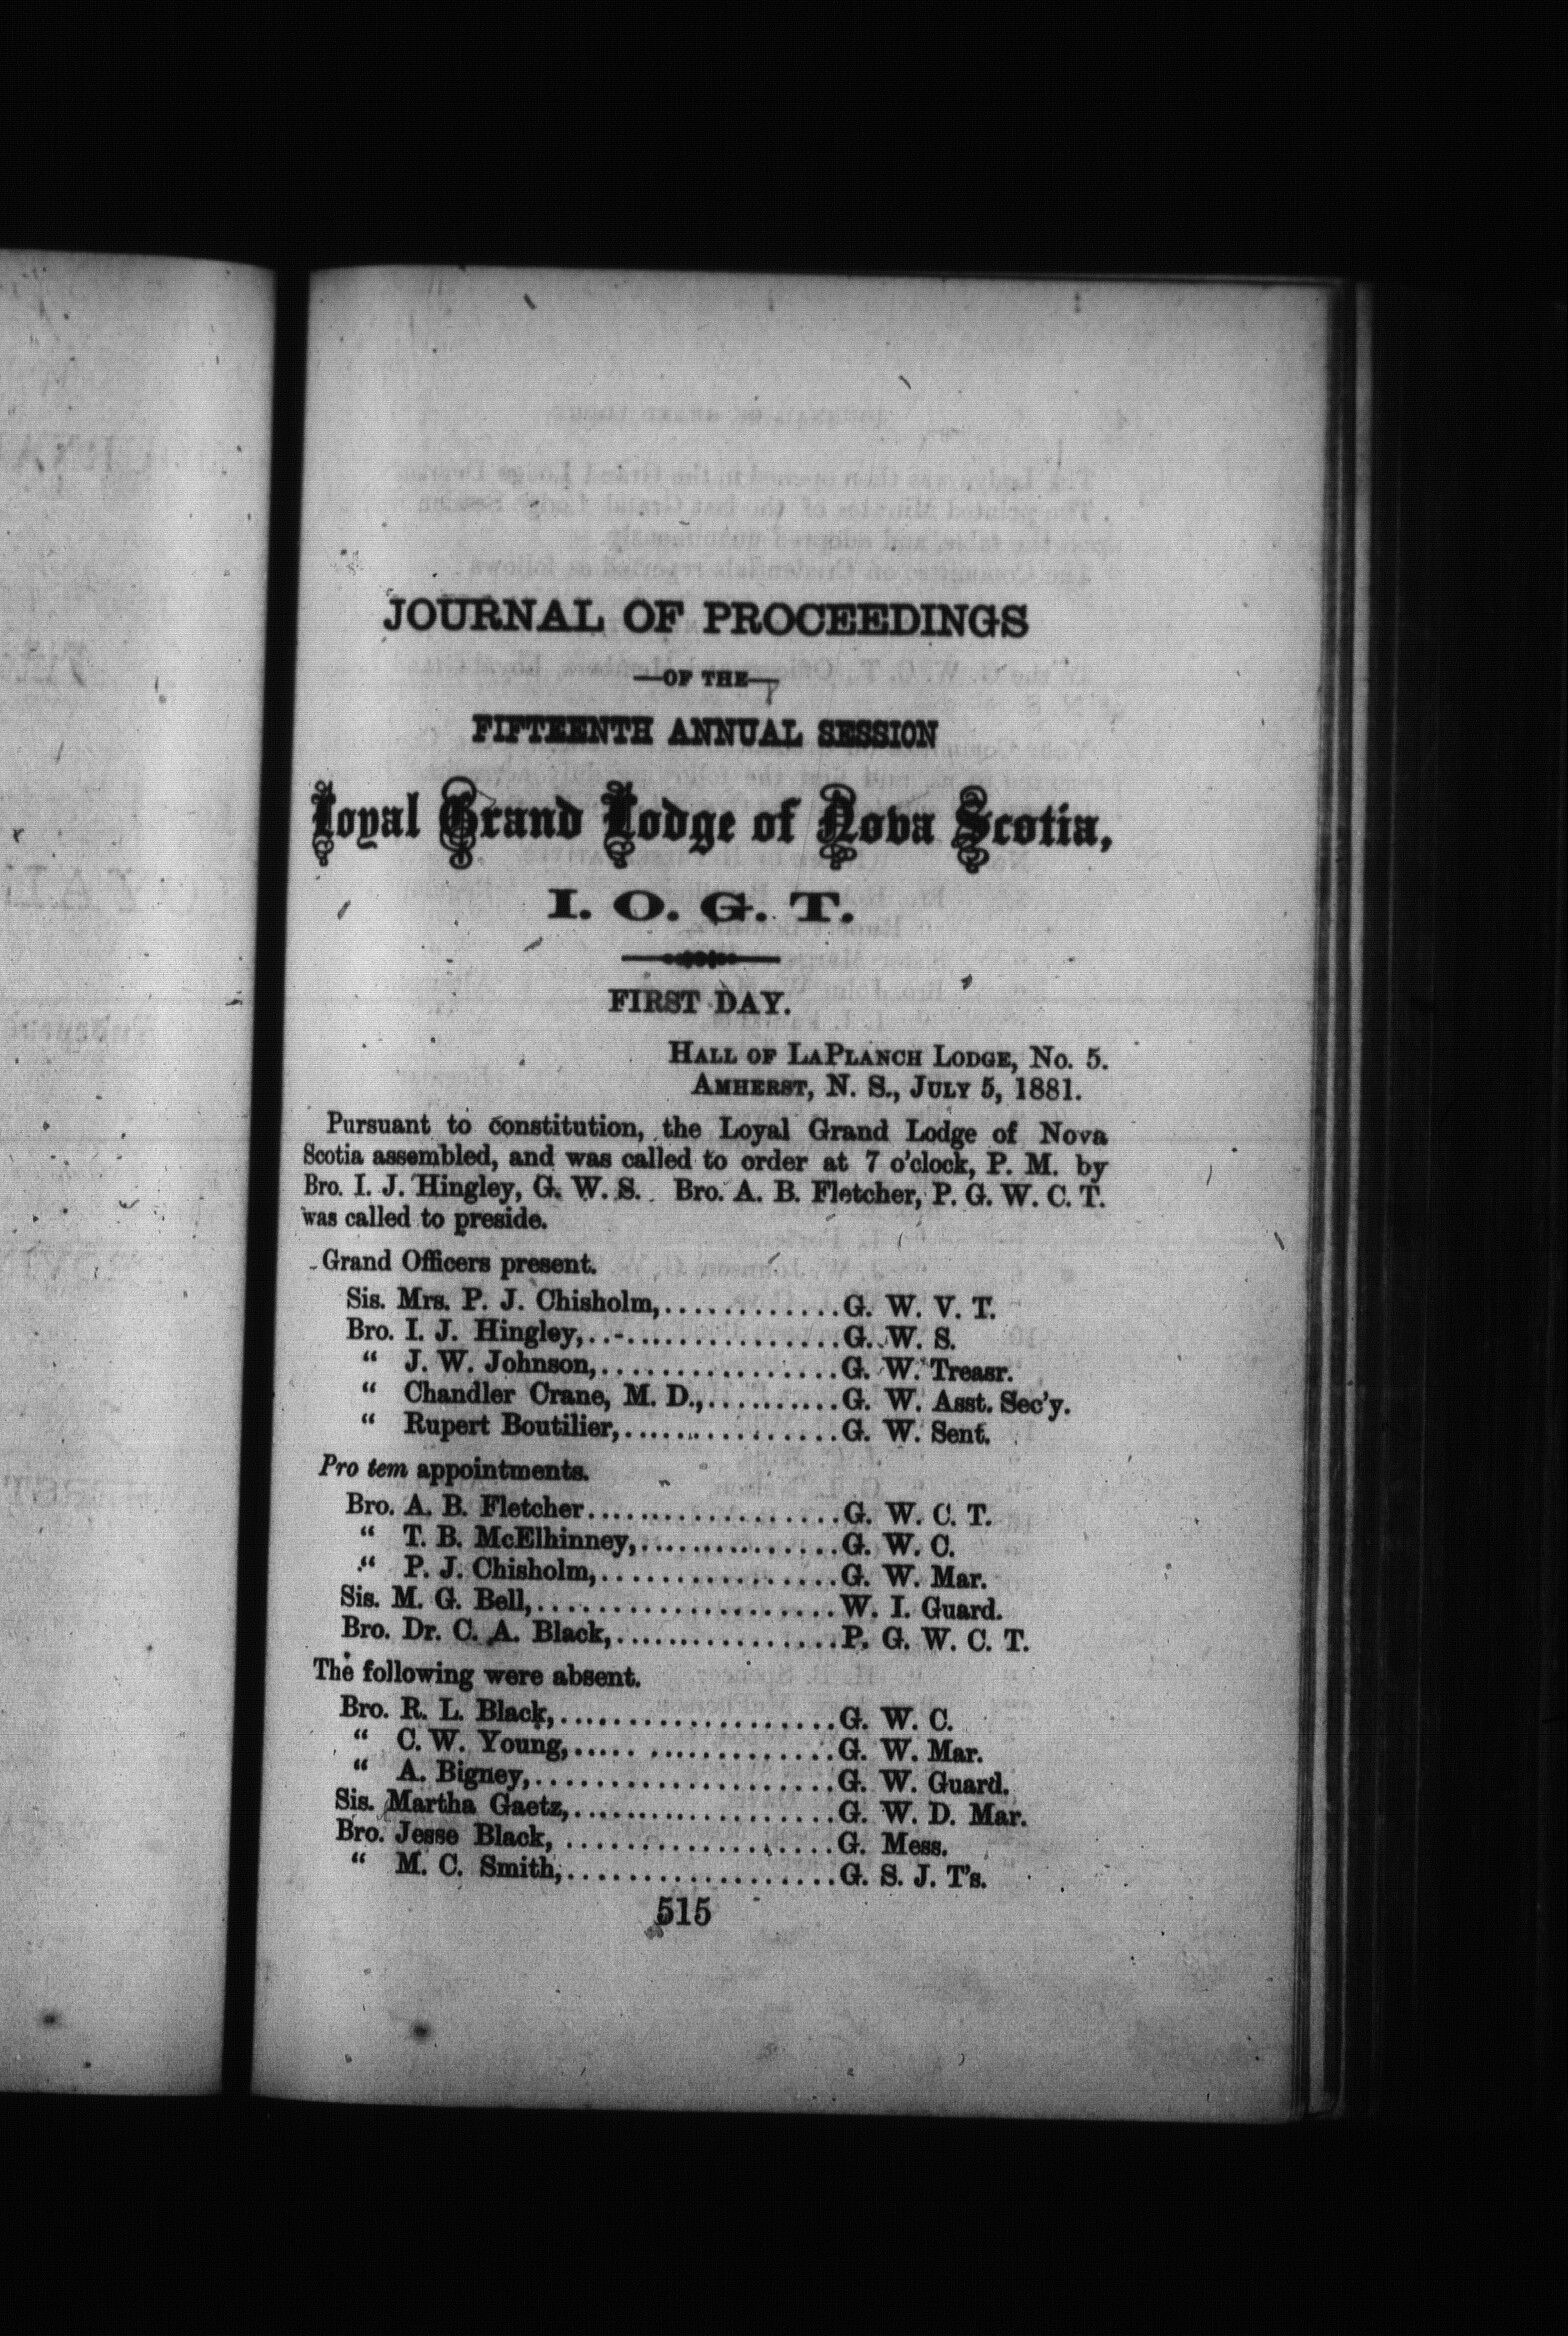 JOURNAL OF PROCEEDINGS
—OF THE—
FIFTEENTH ANNUAL SESSION
Loyal Grand Lodge of Nova Scotia,
I. O. G. T.
FIRST DAY.
HALL OF LAPLANCH LODGE, No. 5.
AMHERST, N. S., JULY 5, 1881.
Pursuant to constitution, the Loyal Grand Lodge of Nova
Scotia assembled, and was called to order at 7 o'clock, P. M. by
Bro. I. J. Hingley, G. W. S. Bro. A. B. Fletcher, P. G. W. C. T.
was called to preside.
Grand Officers present.
Sis. Mrs. P. J. Chisholm,............G. W. V. T.
Bro. I. J. Hingley,................G. W. S.
“ J. W. Johnson,................G. W. Treasr.
“ Chandler Crane, M. D.,..........G. W. Asst. Sec'y.
“ Rupert Boutilier,...............G. W. Sent.
Pro tem appointments.
Bro. A. B. Fletcher.................G. W. C. T.
“ T. B. McElhinney,..............G. W. C.
“ P. J. Chisholm,................G. W. Mar.
Sis. M. G. Bell,....................W. I. Guard.
Bro. Dr. C. A. Black,...............P. G. W. C. T.
The following were absent.
Bro. R. L. Black,...................G. W. C.
“ C. W. Young,..................G. W. Mar.
“ A. Bigney,....................G. W. Guard.
Sis. Martha Gaetz,..................G. W. D. Mar.
Bro. Jesse Black, ..................G. Mess.
“ M. C. Smith,..................G. S. J. T's.
515